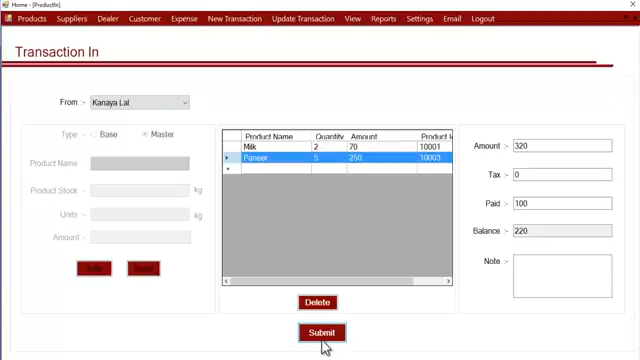 Home - [ProductIn]
Products Suppliers Dealer Customer Expense New Transaction Update Transaction View Reports Settings Email Logout
Transaction In
From :- Kanaya Lal
Type :- Base Master
Product Name
Product Stock :- kg
Units :- kg
Amount :-
Product Name Quantity Amount Product I
Milk 2 70 10001
Paneer 5 250 10003
Amount :- 320
Tax :- 0
Paid :- 100
Balance :- 220
Note :-
Delete
Submit